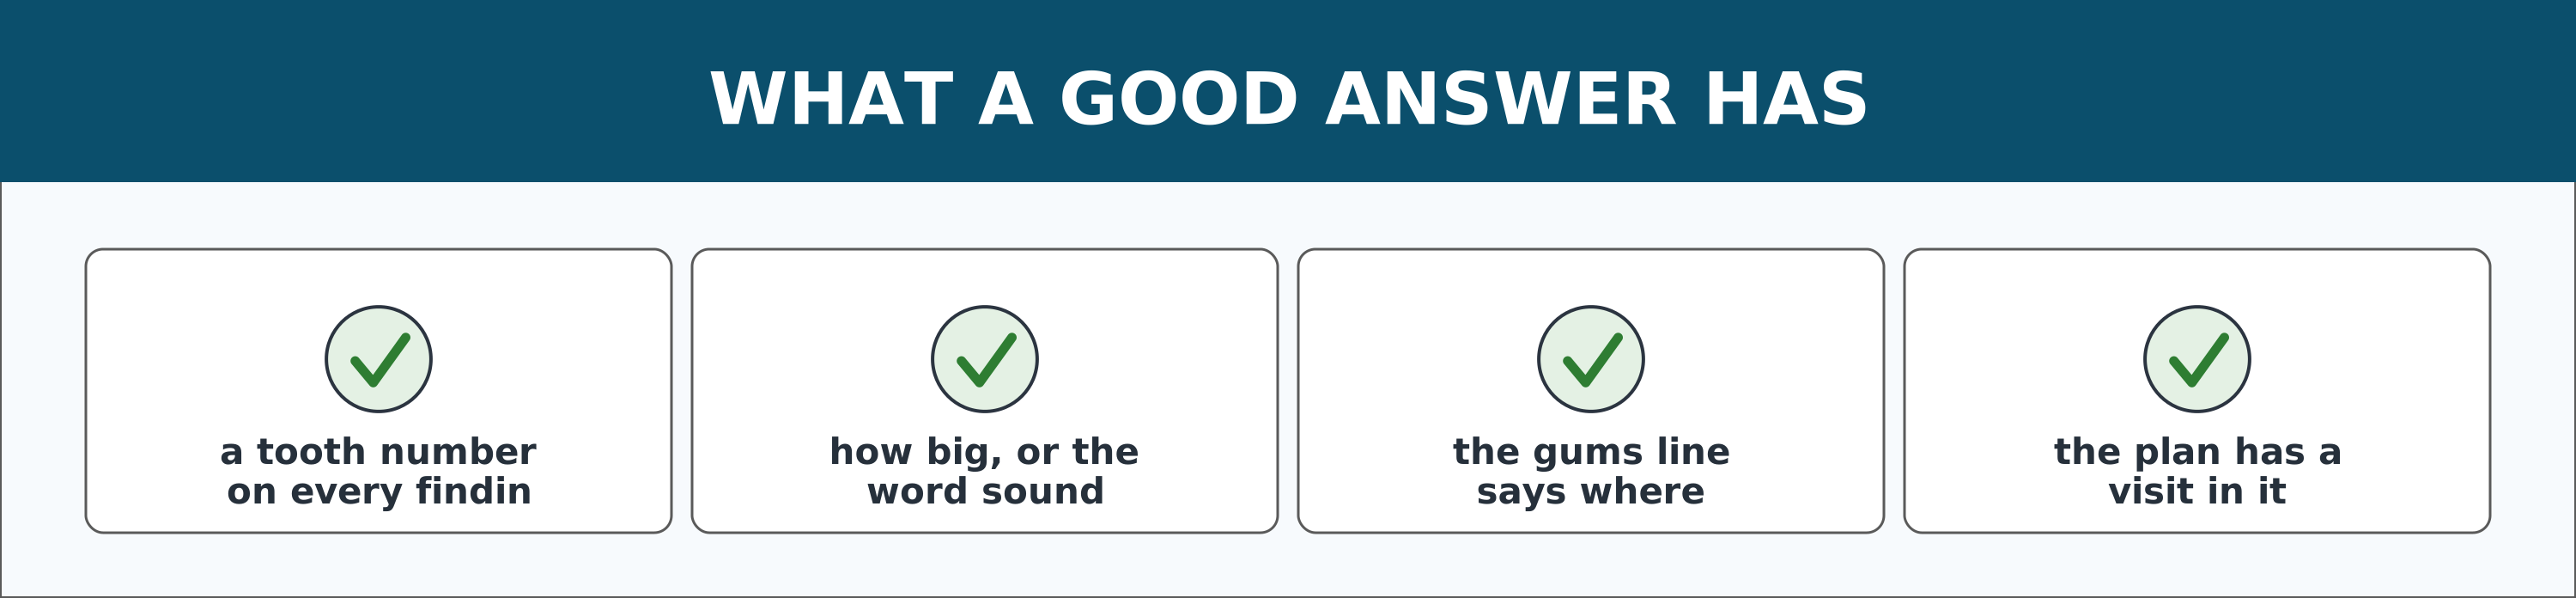 WHAT A GOOD ANSWER HAS
a tooth number
on every findin
how big, or the
word sound
the gums line
says where
the plan has a
visit in it